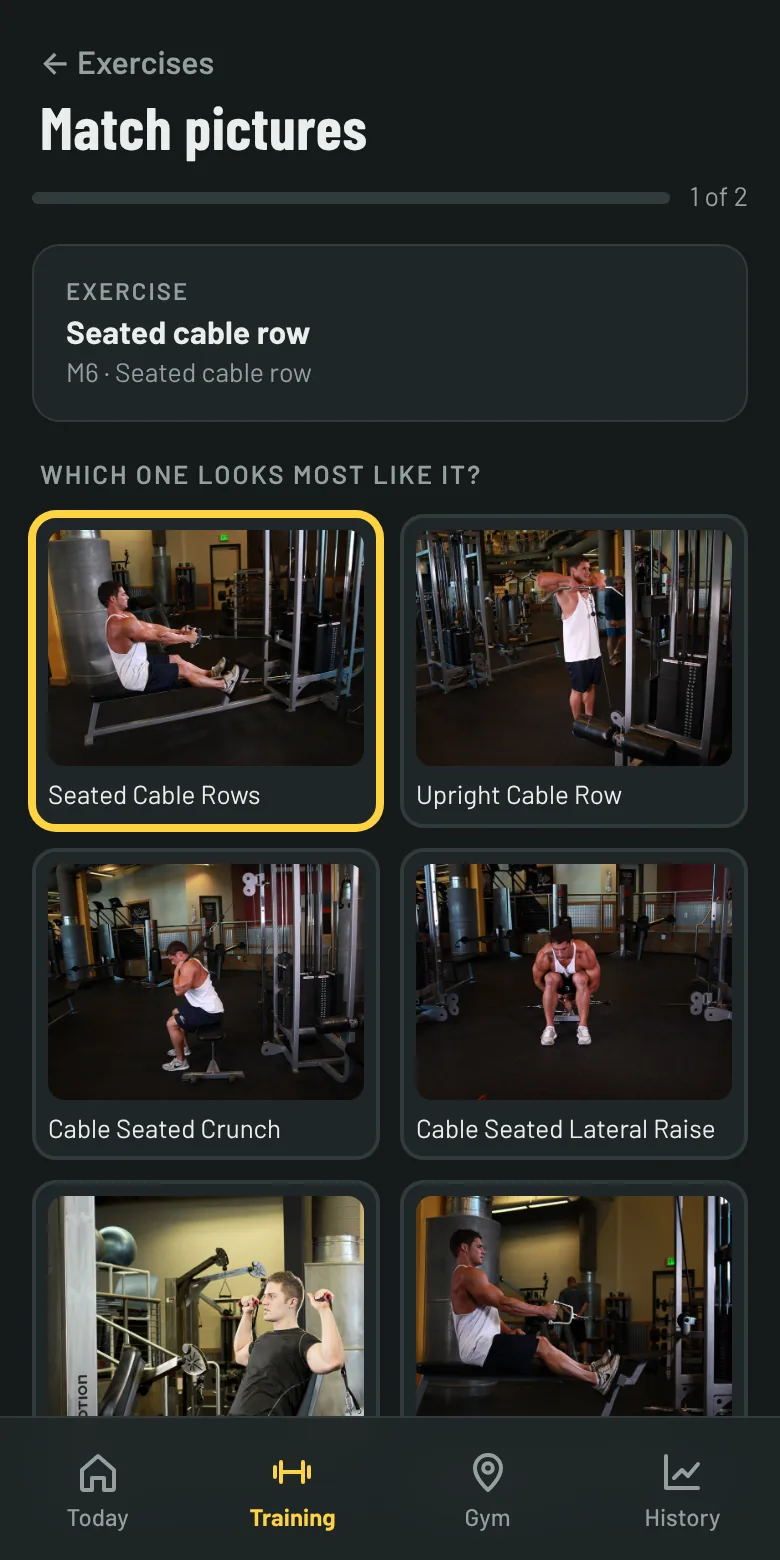 ← Exercises
Match pictures
1 of 2
EXERCISE
Seated cable row
M6 · Seated cable row
WHICH ONE LOOKS MOST LIKE IT?
Seated Cable Rows
Upright Cable Row
Cable Seated Crunch
Cable Seated Lateral Raise
OTION
Today
Training
Gym
History